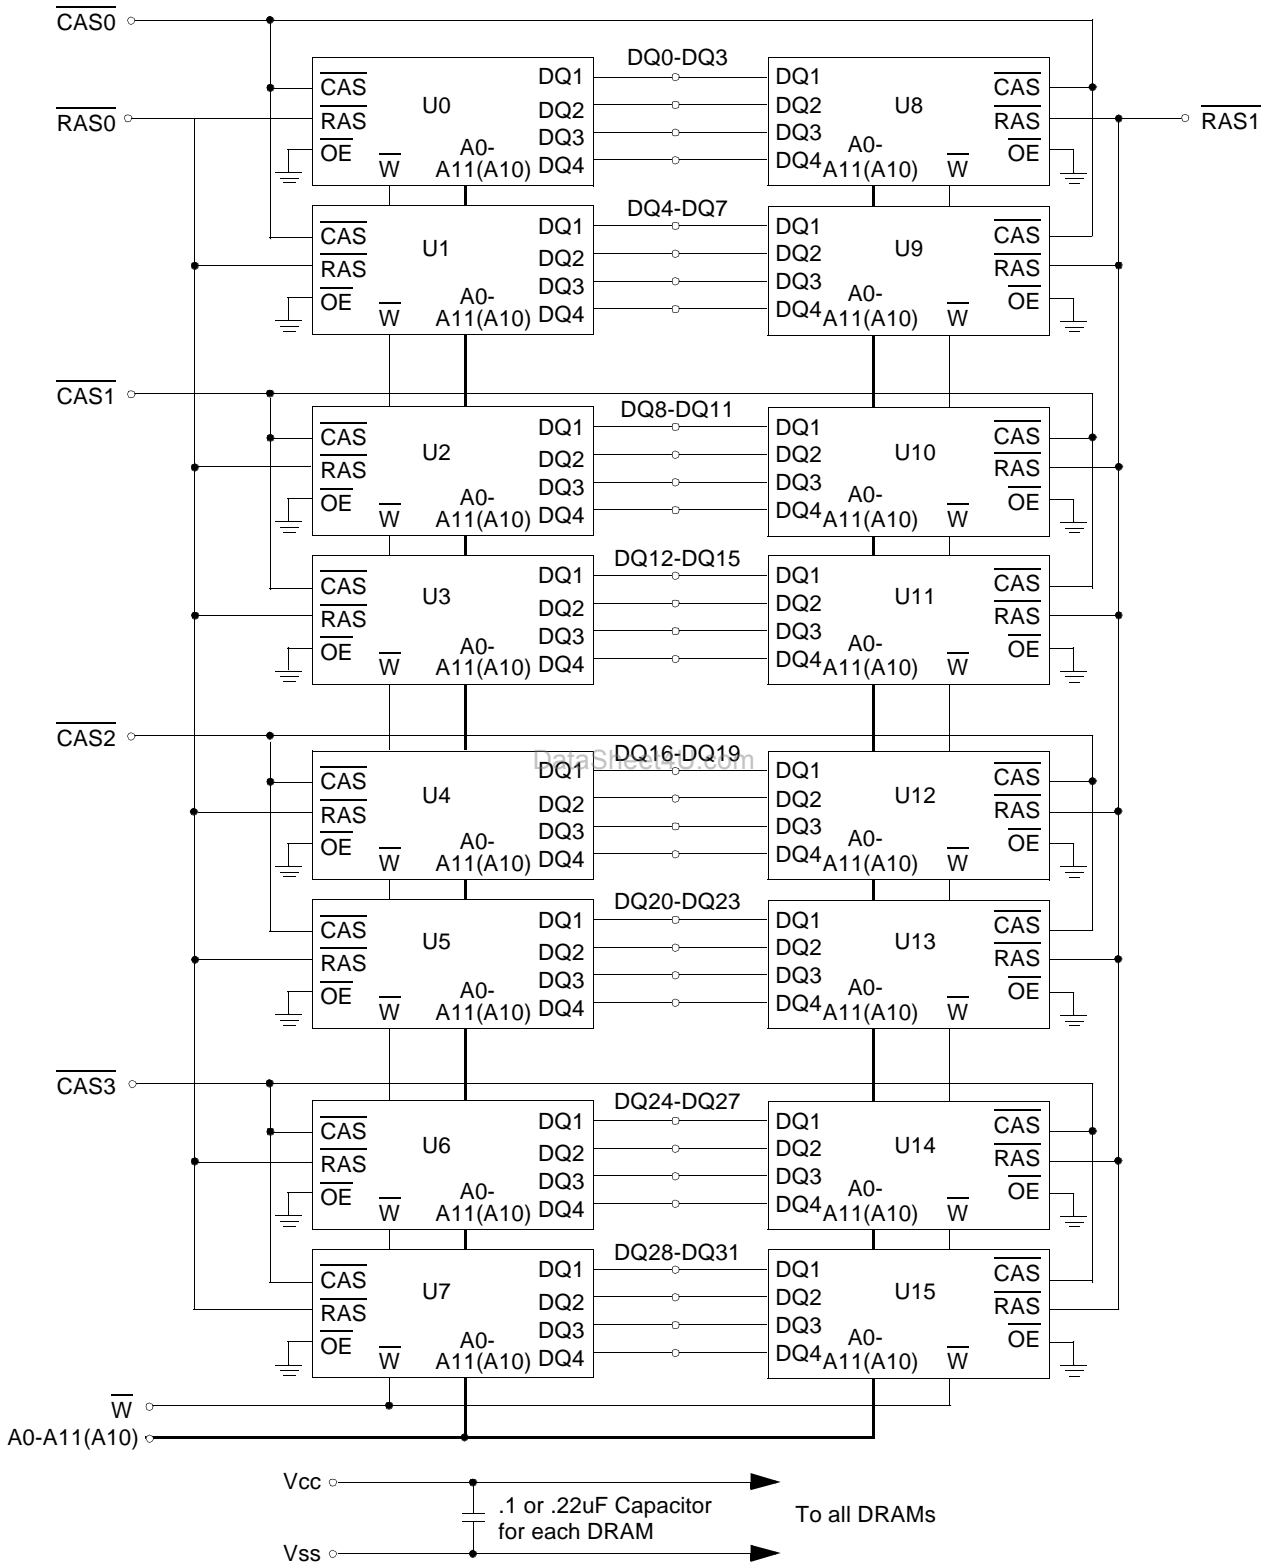 CAS0
DQ0-DQ3
CAS U0 DQ1 DQ1 U8 CAS
RAS0 RAS DQ2 DQ2 RAS RAS1
OE W A0- DQ3 DQ3 A0- OE
A11(A10) DQ4 DQ4 A11(A10) W
DQ4-DQ7
CAS U1 DQ1 DQ1 U9 CAS
RAS DQ2 DQ2 RAS
OE W A0- DQ3 DQ3 A0- OE
A11(A10) DQ4 DQ4 A11(A10) W
CAS1
DQ8-DQ11
CAS U2 DQ1 DQ1 U10 CAS
RAS DQ2 DQ2 RAS
OE W A0- DQ3 DQ3 A0- OE
A11(A10) DQ4 DQ4 A11(A10) W
DQ12-DQ15
CAS U3 DQ1 DQ1 U11 CAS
RAS DQ2 DQ2 RAS
OE W A0- DQ3 DQ3 A0- OE
A11(A10) DQ4 DQ4 A11(A10) W
CAS2
DQ16-DQ19
DataSheet4U.com
CAS U4 DQ1 DQ1 U12 CAS
RAS DQ2 DQ2 RAS
OE W A0- DQ3 DQ3 A0- OE
A11(A10) DQ4 DQ4 A11(A10) W
DQ20-DQ23
CAS U5 DQ1 DQ1 U13 CAS
RAS DQ2 DQ2 RAS
OE W A0- DQ3 DQ3 A0- OE
A11(A10) DQ4 DQ4 A11(A10) W
CAS3
DQ24-DQ27
CAS U6 DQ1 DQ1 U14 CAS
RAS DQ2 DQ2 RAS
OE W A0- DQ3 DQ3 A0- OE
A11(A10) DQ4 DQ4 A11(A10) W
DQ28-DQ31
CAS U7 DQ1 DQ1 U15 CAS
RAS DQ2 DQ2 RAS
OE W A0- DQ3 DQ3 A0- OE
A11(A10) DQ4 DQ4 A11(A10) W
W
A0-A11(A10)
Vcc
.1 or .22uF Capacitor
for each DRAM
To all DRAMs
Vss